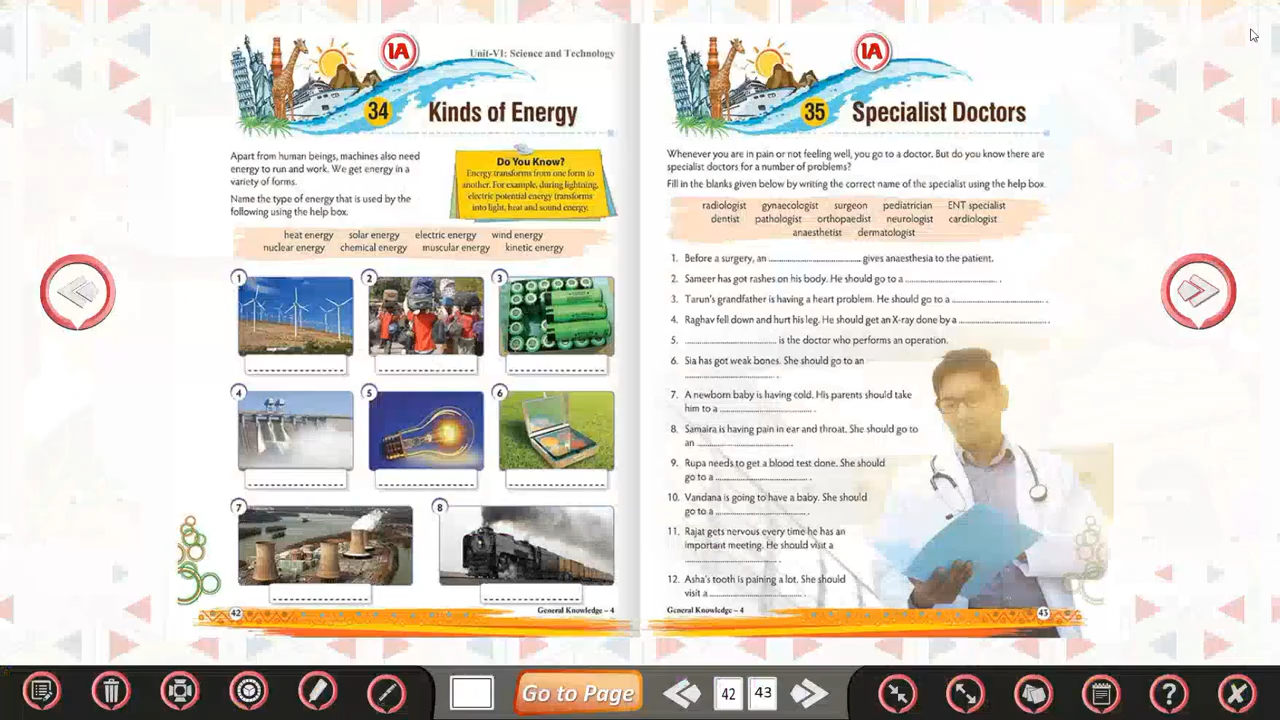 1A
Unit-VI: Science and Technology
34 Kinds of Energy
Apart from human beings, machines also need
energy to run and work. We get energy in a
variety of forms.
Name the type of energy that is used by the
following using the help box.
Do You Know?
Energy transforms from one form to
another. For example, during lightning,
electric potential energy transforms
into light, heat and sound energy.
heat energy solar energy electric energy wind energy
nuclear energy chemical energy muscular energy kinetic energy
1
2
3
4
5
6
7
8
42
General Knowledge – 4
1A
35 Specialist Doctors
Whenever you are in pain or not feeling well, you go to a doctor. But do you know there are
specialist doctors for a number of problems?
Fill in the blanks given below by writing the correct name of the specialist using the help box.
radiologist gynaecologist surgeon pediatrician ENT specialist
dentist pathologist orthopaedist neurologist cardiologist
anaesthetist dermatologist
1. Before a surgery, an .............................. gives anaesthesia to the patient.
2. Sameer has got rashes on his body. He should go to a .............................. .
3. Tarun's grandfather is having a heart problem. He should go to a .............................. .
4. Raghav fell down and hurt his leg. He should get an X-ray done by a .............................. .
5. .............................. is the doctor who performs an operation.
6. Sia has got weak bones. She should go to an
.............................. .
7. A newborn baby is having cold. His parents should take
him to a .............................. .
8. Samaira is having pain in ear and throat. She should go to
an .............................. .
9. Rupa needs to get a blood test done. She should
go to a .............................. .
10. Vandana is going to have a baby. She should
go to a .............................. .
11. Rajat gets nervous every time he has an
important meeting. He should visit a
.............................. .
12. Asha's tooth is paining a lot. She should
visit a .............................. .
General Knowledge – 4
43
Go to Page
42 43
?